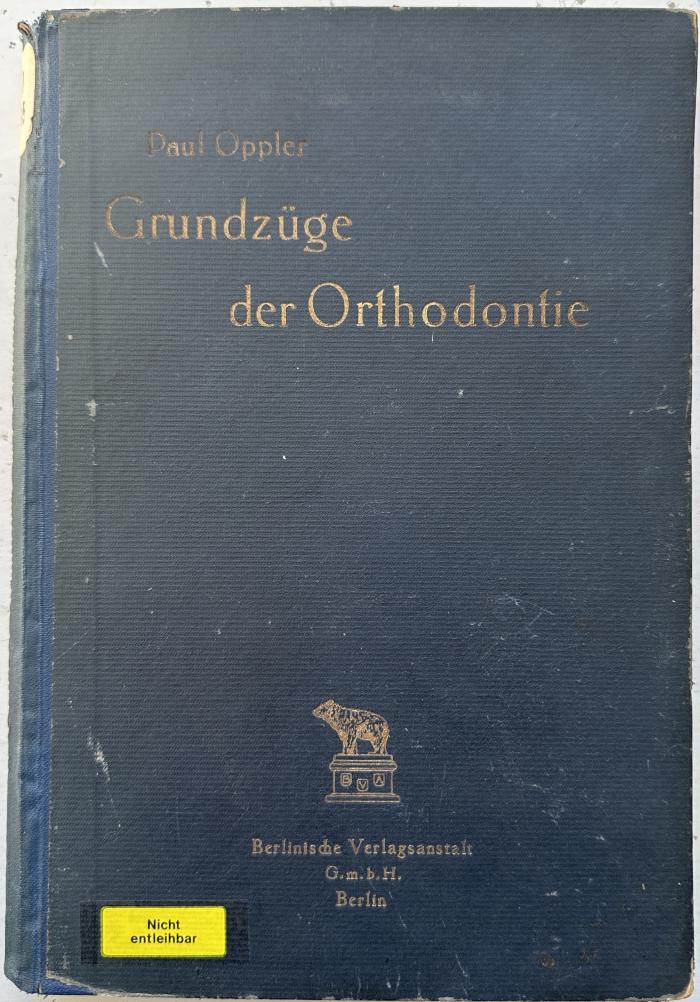 Paul Oppler
Grundzüge
der Orthodontie
B V A
Berlinische Verlagsanstalt
G.m.b.H.
Berlin
Nicht
entleihbar